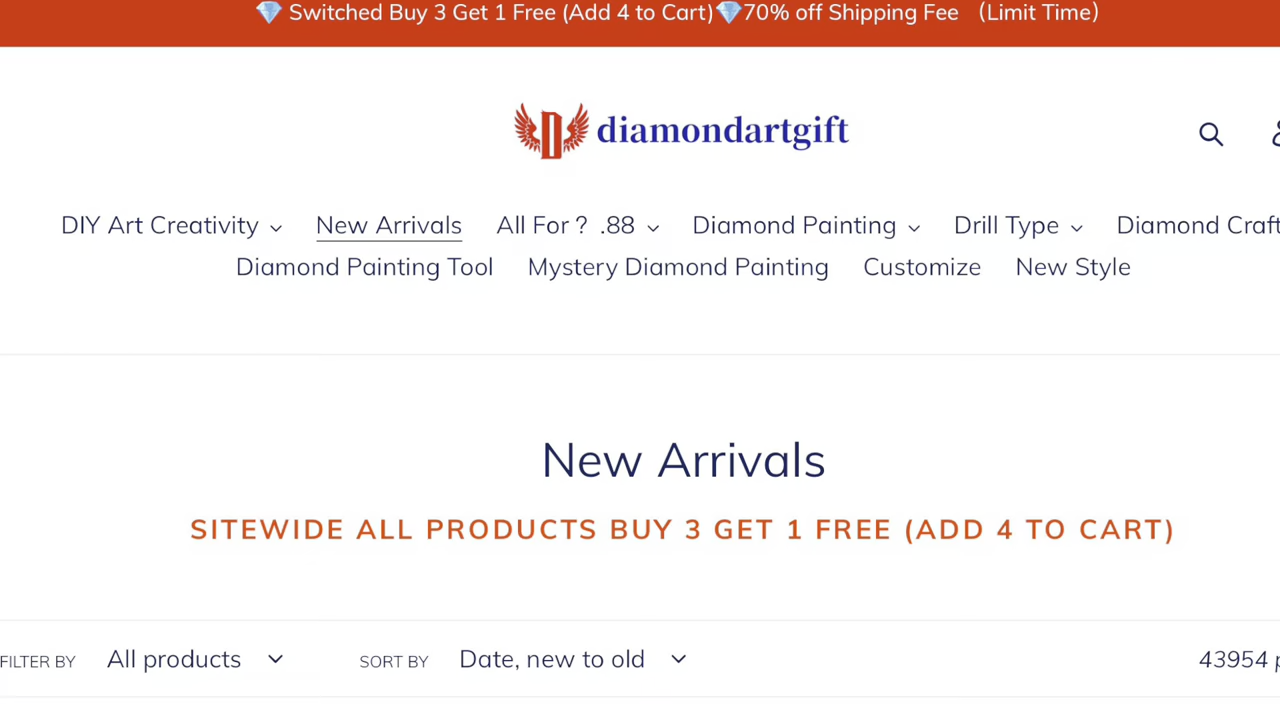 💎 Switched Buy 3 Get 1 Free (Add 4 to Cart)💎70% off Shipping Fee （Limit Time）
diamondartgift
DIY Art Creativity New Arrivals All For ? .88 Diamond Painting Drill Type Diamond Craft
Diamond Painting Tool Mystery Diamond Painting Customize New Style
New Arrivals
SITEWIDE ALL PRODUCTS BUY 3 GET 1 FREE (ADD 4 TO CART)
FILTER BY All products SORT BY Date, new to old 43954 p